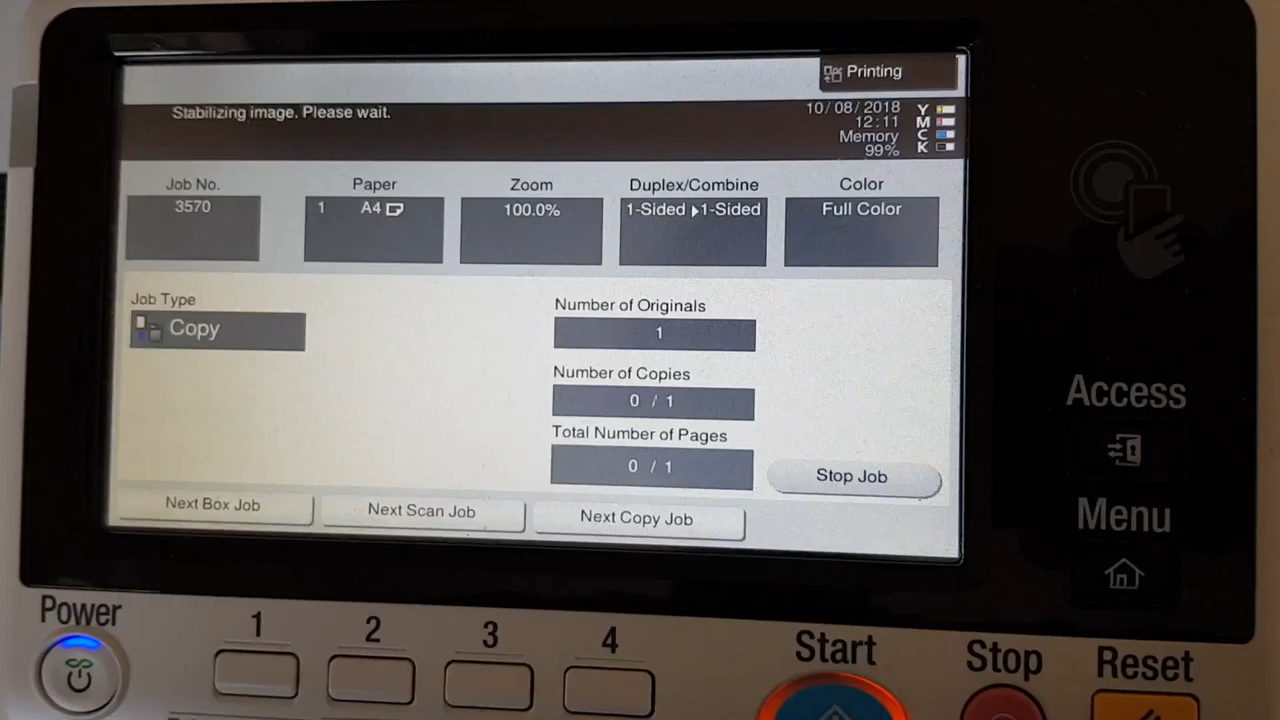 Printing
Stabilizing image. Please wait.
10/08/2018
12:11
Memory
99%
Y
M
C
K
Job No.
3570
Paper
1 A4
Zoom
100.0%
Duplex/Combine
1-Sided ▶1-Sided
Color
Full Color
Job Type
Copy
Number of Originals
1
Number of Copies
0 / 1
Total Number of Pages
0 / 1
Stop Job
Next Box Job
Next Scan Job
Next Copy Job
Access
Menu
Power
1
2
3
4
Start
Stop
Reset